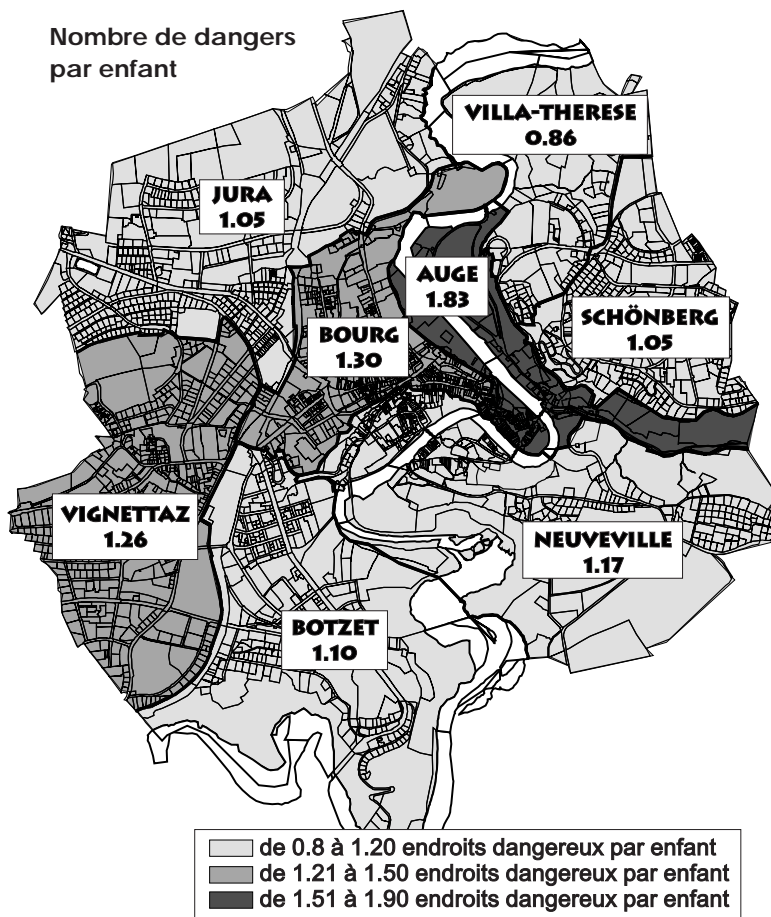 Nombre de dangers
par enfant
VILLA-THERESE
0.86
JURA
1.05
AUGE
1.83
SCHÖNBERG
1.05
BOURG
1.30
VIGNETTAZ
1.26
NEUVEVILLE
1.17
BOTZET
1.10
de 0.8 à 1.20 endroits dangereux par enfant
de 1.21 à 1.50 endroits dangereux par enfant
de 1.51 à 1.90 endroits dangereux par enfant